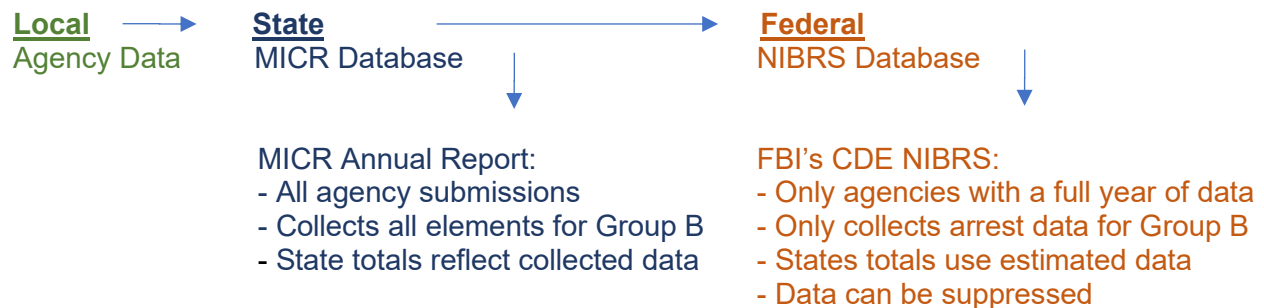 Local State Federal
Agency Data MICR Database NIBRS Database
MICR Annual Report:
- All agency submissions
- Collects all elements for Group B
- State totals reflect collected data
FBI's CDE NIBRS:
- Only agencies with a full year of data
- Only collects arrest data for Group B
- States totals use estimated data
- Data can be suppressed